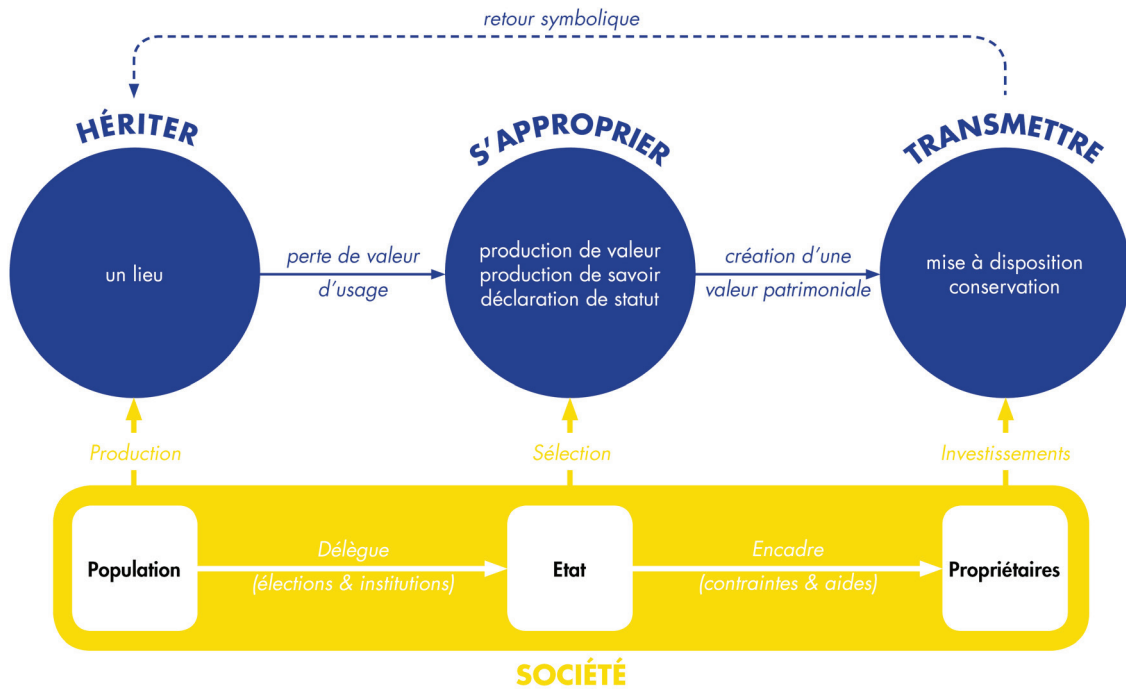 retour symbolique
HÉRITER
S'APPROPRIER
TRANSMETTRE
un lieu
perte de valeur
d'usage
production de valeur
production de savoir
déclaration de statut
création d'une
valeur patrimoniale
mise à disposition
conservation
Production
Sélection
Investissements
Population
Délègue
(élections & institutions)
Etat
Encadre
(contraintes & aides)
Propriétaires
SOCIÉTÉ